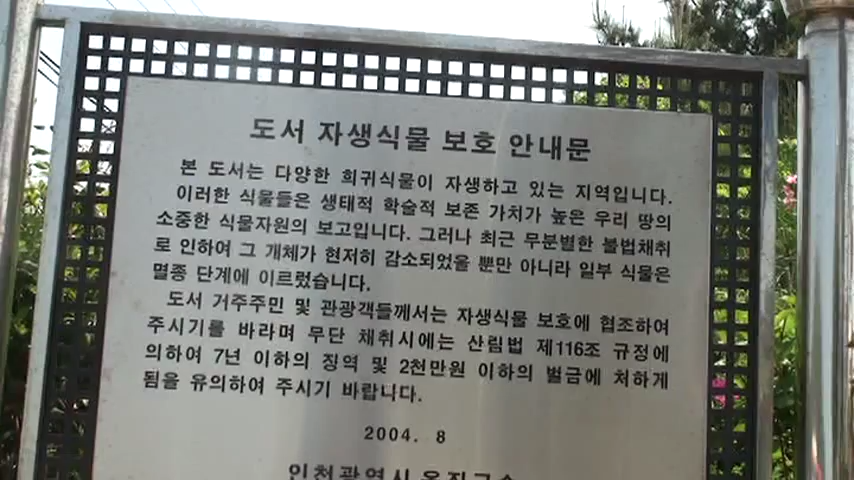 도서 자생식물 보호 안내문
본 도서는 다양한 희귀식물이 자생하고 있는 지역입니다.
이러한 식물들은 생태적 학술적 보존 가치가 높은 우리 땅의
소중한 식물자원의 보고입니다. 그러나 최근 무분별한 불법채취
로 인하여 그 개체가 현저히 감소되었을 뿐만 아니라 일부 식물은
멸종 단계에 이르렀습니다.
도서 거주주민 및 관광객들께서는 자생식물 보호에 협조하여
주시기를 바라며 무단 채취시에는 산림법 제116조 규정에
의하여 7년 이하의 징역 및 2천만원 이하의 벌금에 처하게
됨을 유의하여 주시기 바랍니다.
2004. 8
인천광역시